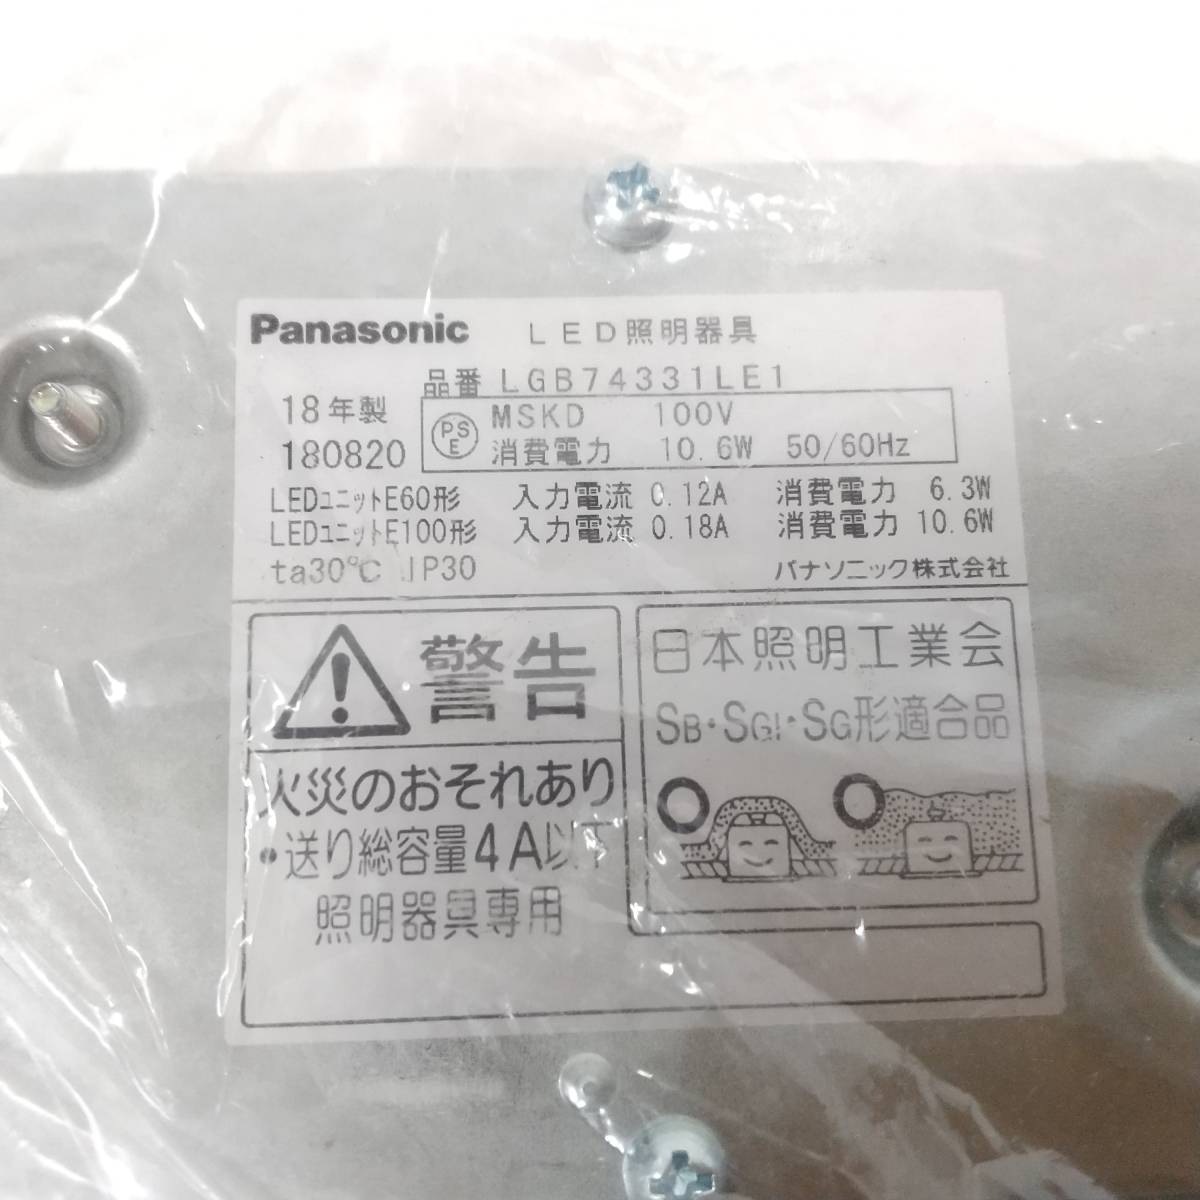 Panasonic LED照明器具
品番 LGB74331LE1
18年製
180820
PSE MSKD 100V
消費電力 10.6W 50/60Hz
LEDユニットE60形 入力電流 0.12A 消費電力 6.3W
LEDユニットE100形 入力電流 0.18A 消費電力 10.6W
ta30℃ IP30 パナソニック株式会社
警告
火災のおそれあり
・送り総容量4A以下
照明器具専用
日本照明工業会
SB・SGI・SG形適合品